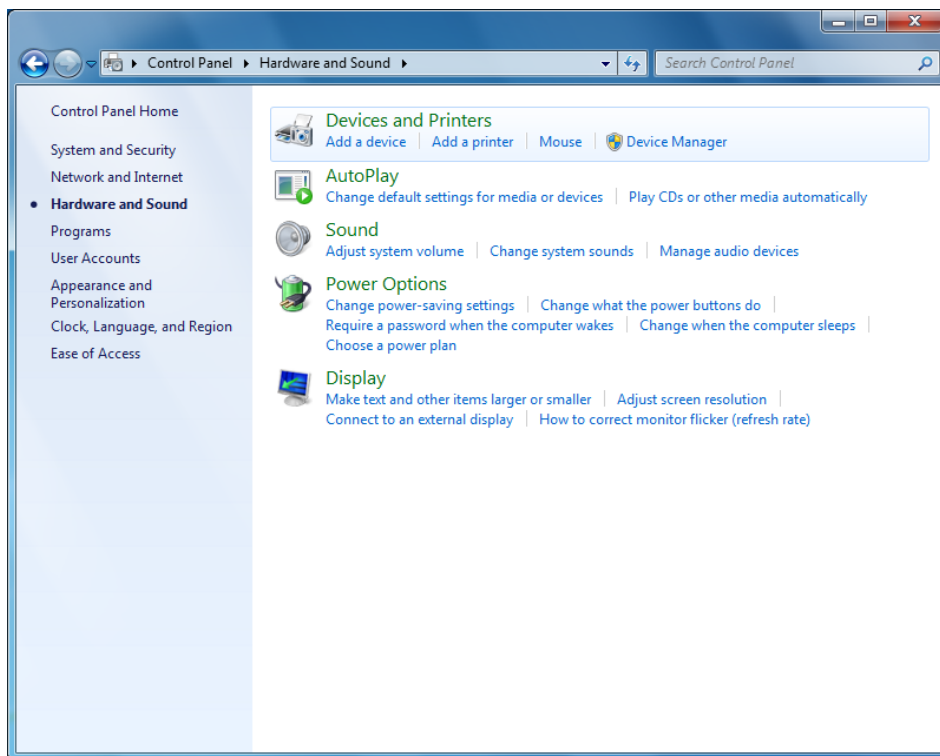 Control Panel Hardware and Sound
Search Control Panel
Control Panel Home
System and Security
Network and Internet
Hardware and Sound
Programs
User Accounts
Appearance and
Personalization
Clock, Language, and Region
Ease of Access
Devices and Printers
Add a device Add a printer Mouse Device Manager
AutoPlay
Change default settings for media or devices Play CDs or other media automatically
Sound
Adjust system volume Change system sounds Manage audio devices
Power Options
Change power-saving settings Change what the power buttons do
Require a password when the computer wakes Change when the computer sleeps
Choose a power plan
Display
Make text and other items larger or smaller Adjust screen resolution
Connect to an external display How to correct monitor flicker (refresh rate)